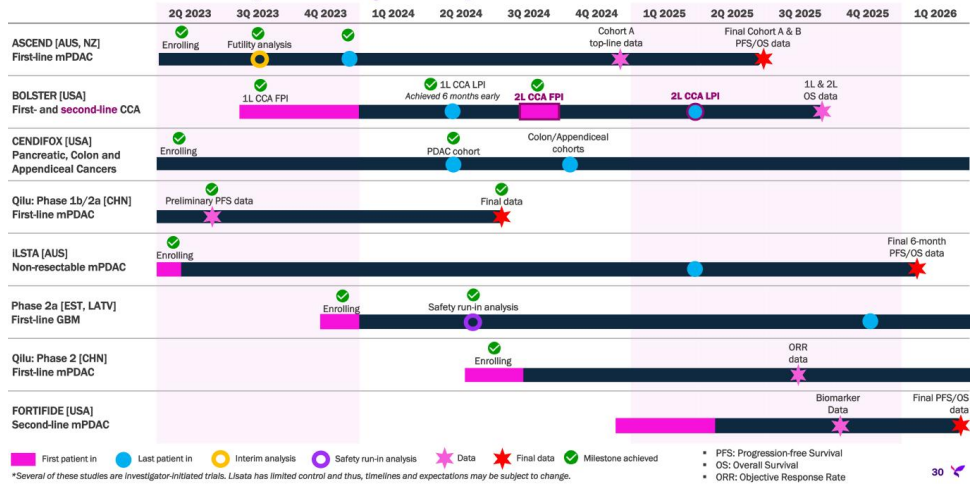 2Q 2023 3Q 2023 4Q 2023 1Q 2024 2Q 2024 3Q 2024 4Q 2024 1Q 2025 2Q 2025 3Q 2025 4Q 2025 1Q 2026
ASCEND [AUS, NZ]
First-line mPDAC
Enrolling
Futility analysis
Cohort A
top-line data
Final Cohort A & B
PFS/OS data
BOLSTER [USA]
First- and second-line CCA
1L CCA FPI
1L CCA LPI
Achieved 6 months early
2L CCA FPI
2L CCA LPI
1L & 2L
OS data
CENDIFOX [USA]
Pancreatic, Colon and
Appendiceal Cancers
Enrolling
PDAC cohort
Colon/Appendiceal
cohorts
Qilu: Phase 1b/2a [CHN]
First-line mPDAC
Preliminary PFS data
Final data
iLSTA [AUS]
Non-resectable mPDAC
Enrolling
Final 6-month
PFS/OS data
Phase 2a [EST, LATV]
First-line GBM
Enrolling
Safety run-in analysis
Qilu: Phase 2 [CHN]
First-line mPDAC
Enrolling
ORR
data
FORTIFIDE [USA]
Second-line mPDAC
Biomarker
Data
Final PFS/OS
data
First patient in Last patient in Interim analysis Safety run-in analysis Data Final data Milestone achieved
*Several of these studies are investigator-initiated trials. Lisata has limited control and thus, timelines and expectations may be subject to change.
▪ PFS: Progression-free Survival
▪ OS: Overall Survival
▪ ORR: Objective Response Rate
30